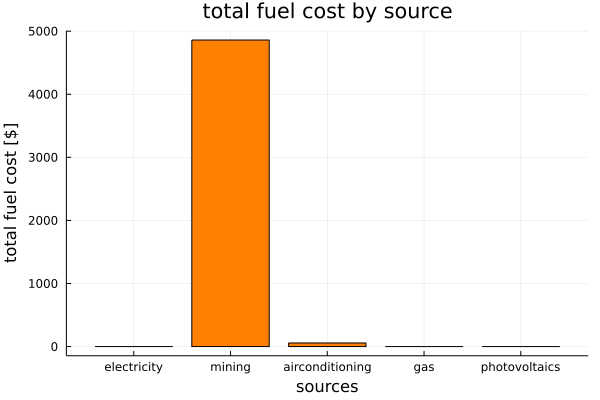 total fuel cost by source
total fuel cost [$]
5000
4000
3000
2000
1000
0
electricity mining airconditioning gas photovoltaics
sources